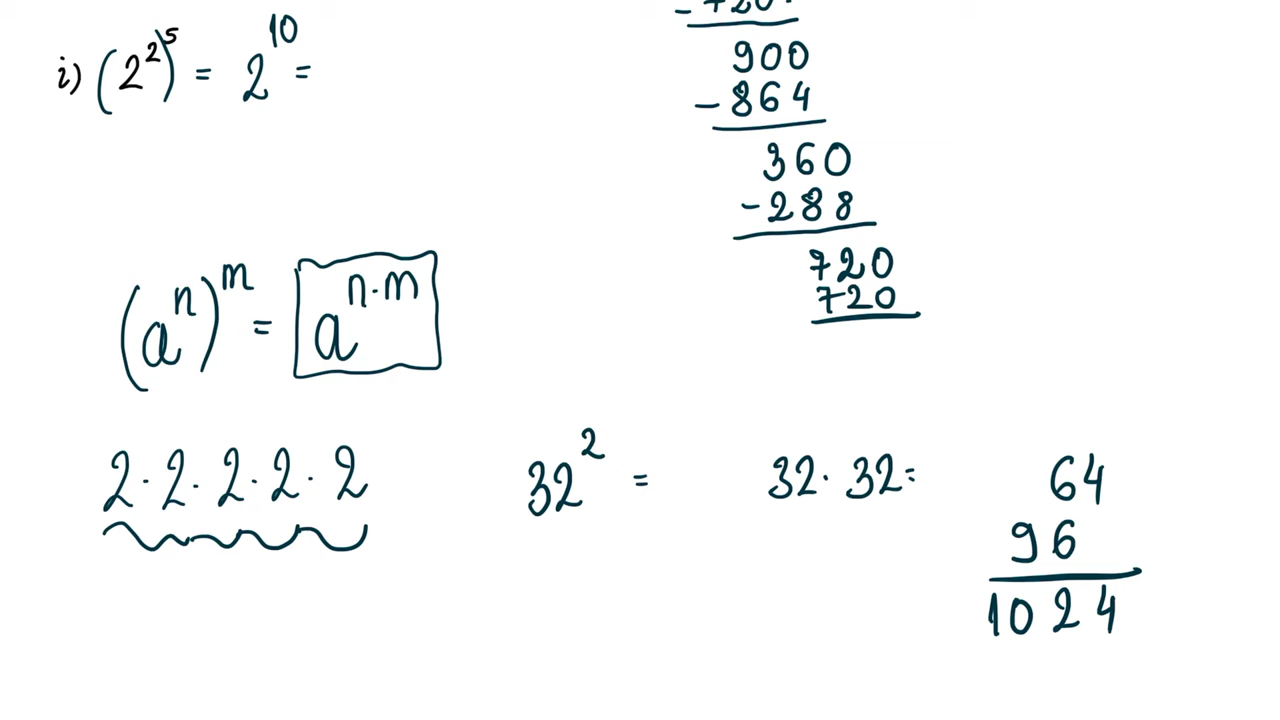 i) (2²)⁵ = 2¹⁰ =
900
- 864
360
- 288
720
720
(aⁿ)ᵐ = aⁿ·ᵐ
2 · 2 · 2 · 2 · 2
32² =
32 · 32 =
64
96
1024